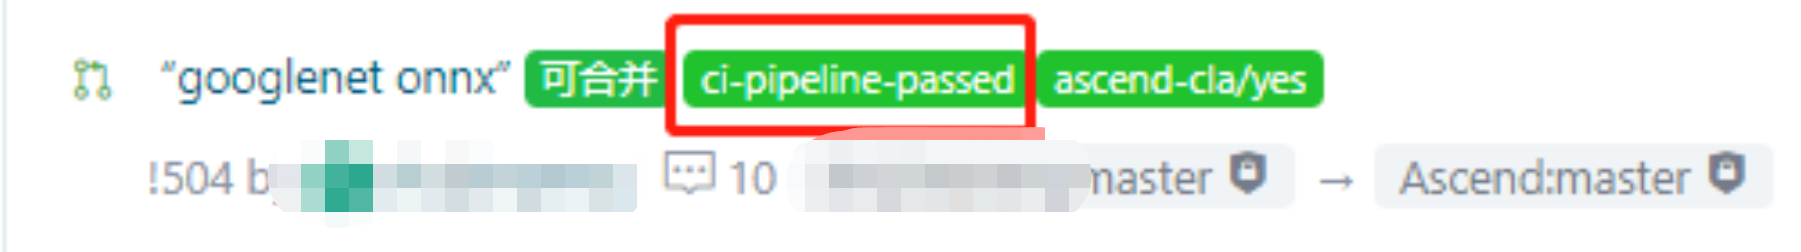 “googlenet onnx” 可合并 ci-pipeline-passed ascend-cla/yes
!504 10 master → Ascend:master